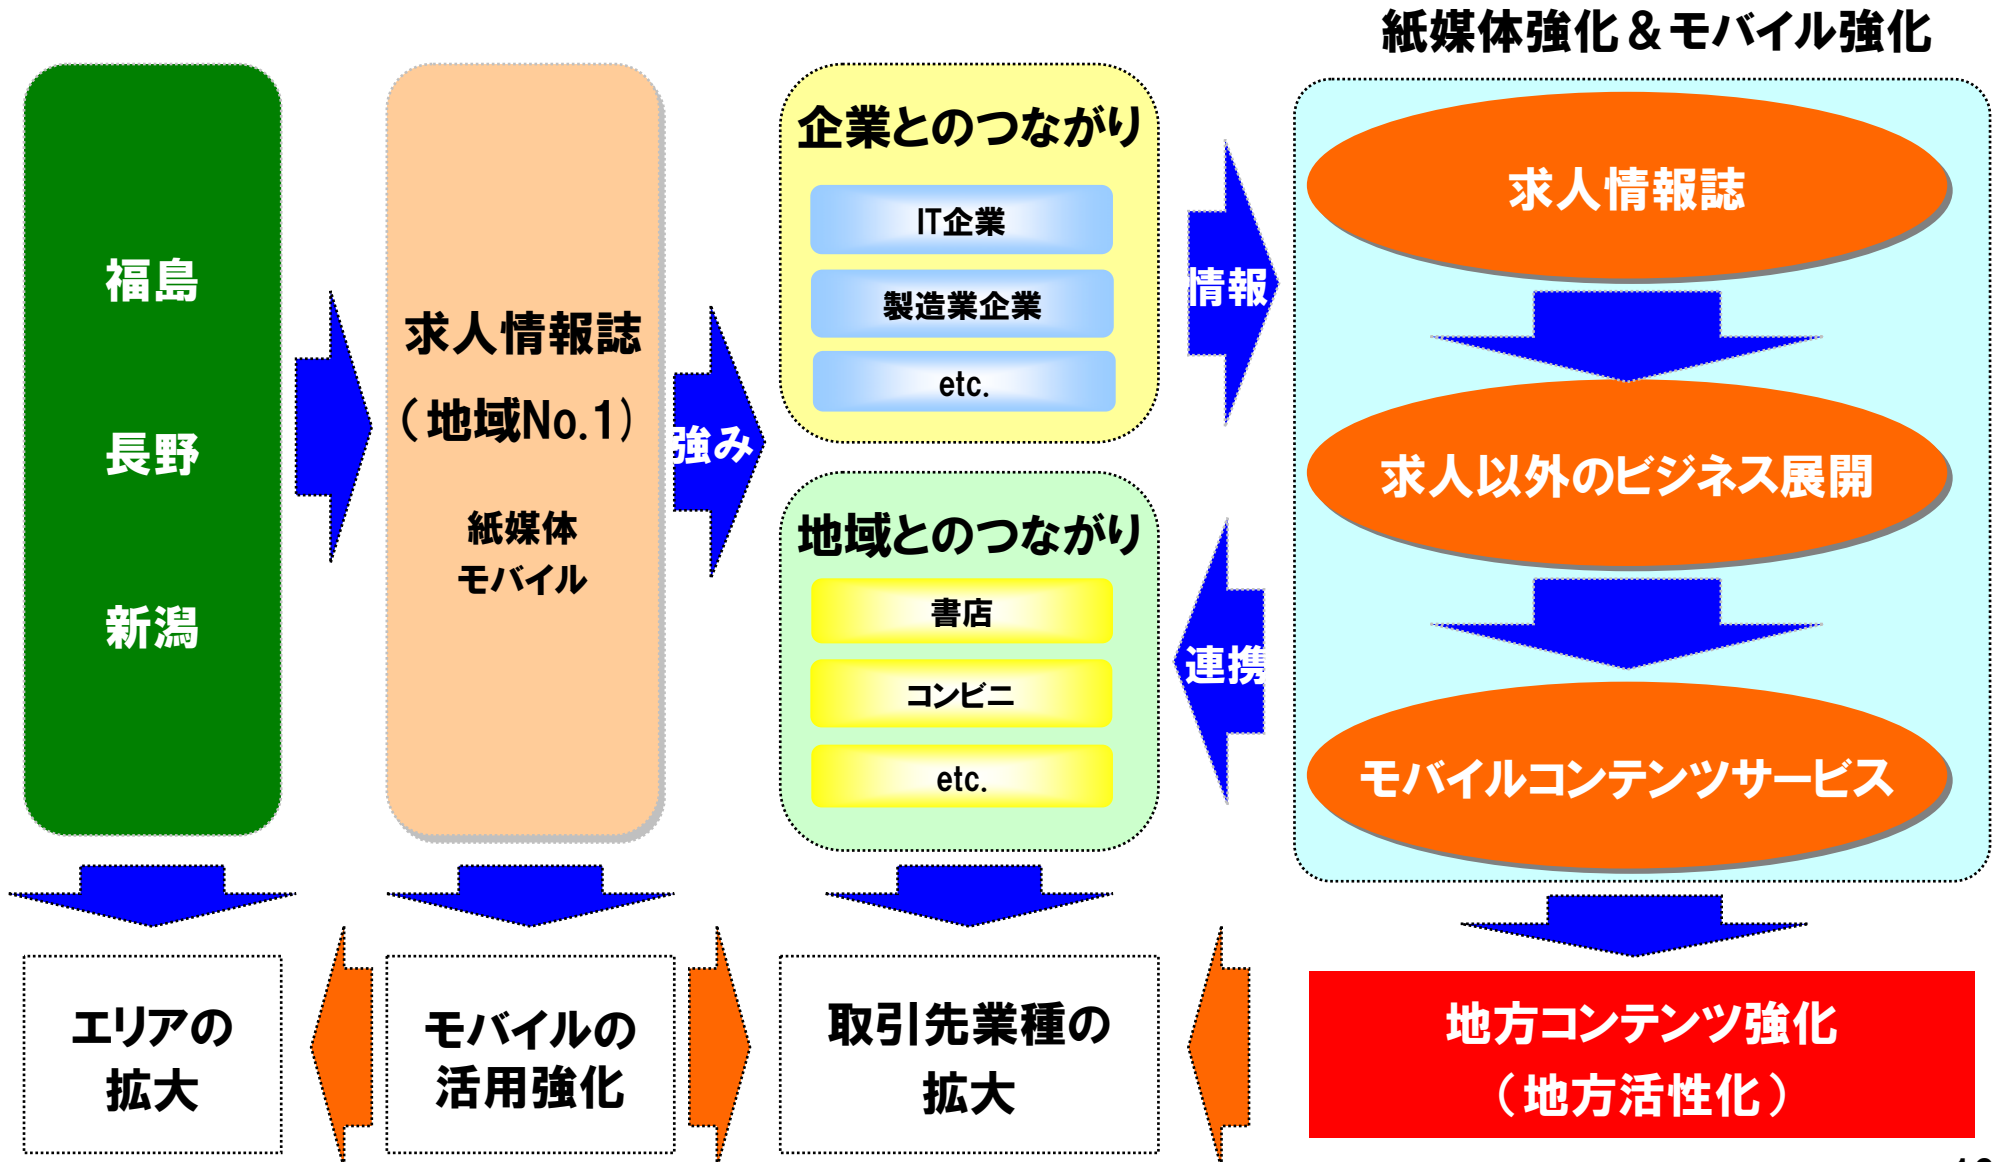 紙媒体強化＆モバイル強化
福島
長野
新潟
求人情報誌
（地域No.1）
紙媒体
モバイル
強み
企業とのつながり
IT企業
製造業企業
etc.
地域とのつながり
書店
コンビニ
etc.
情報
連携
求人情報誌
求人以外のビジネス展開
モバイルコンテンツサービス
エリアの
拡大
モバイルの
活用強化
取引先業種の
拡大
地方コンテンツ強化
（地方活性化）